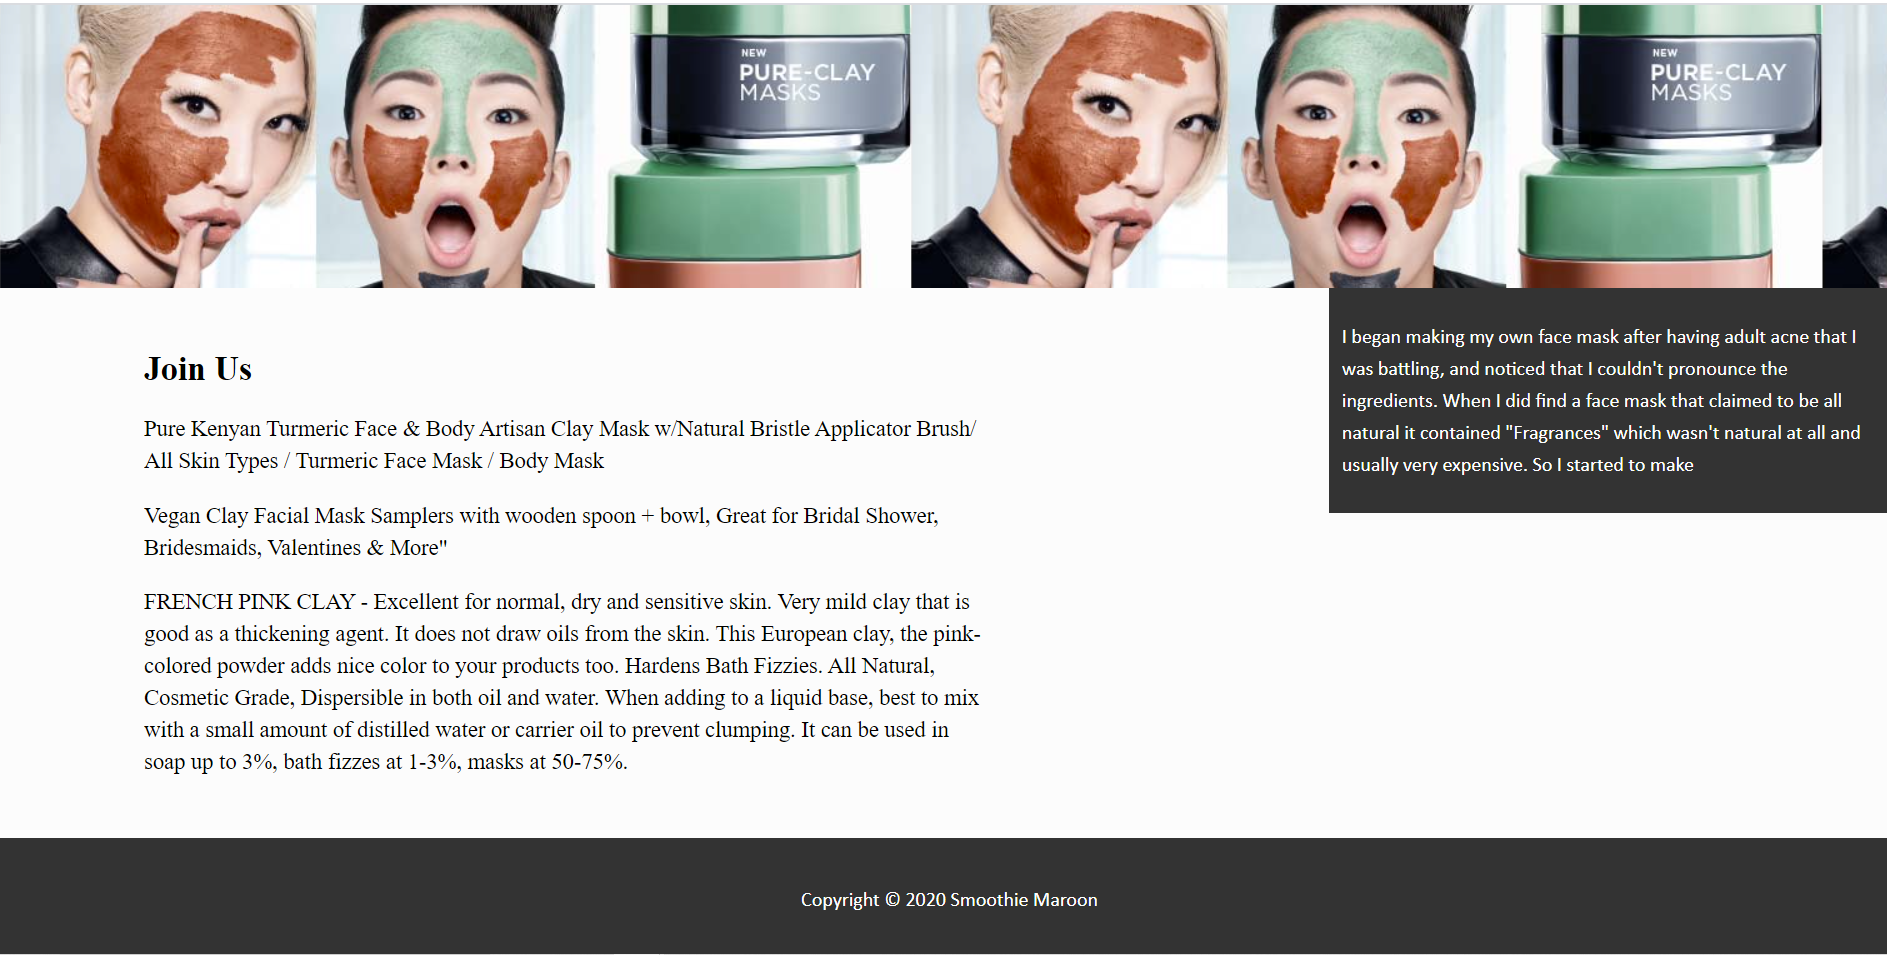 NEW
PURE-CLAY
MASKS
NEW
PURE-CLAY
MASKS
Join Us
Pure Kenyan Turmeric Face & Body Artisan Clay Mask w/Natural Bristle Applicator Brush/
All Skin Types / Turmeric Face Mask / Body Mask
Vegan Clay Facial Mask Samplers with wooden spoon + bowl, Great for Bridal Shower,
Bridesmaids, Valentines & More"
FRENCH PINK CLAY - Excellent for normal, dry and sensitive skin. Very mild clay that is
good as a thickening agent. It does not draw oils from the skin. This European clay, the pink-
colored powder adds nice color to your products too. Hardens Bath Fizzies. All Natural,
Cosmetic Grade, Dispersible in both oil and water. When adding to a liquid base, best to mix
with a small amount of distilled water or carrier oil to prevent clumping. It can be used in
soap up to 3%, bath fizzes at 1-3%, masks at 50-75%.
I began making my own face mask after having adult acne that I
was battling, and noticed that I couldn't pronounce the
ingredients. When I did find a face mask that claimed to be all
natural it contained "Fragrances" which wasn't natural at all and
usually very expensive. So I started to make
Copyright © 2020 Smoothie Maroon